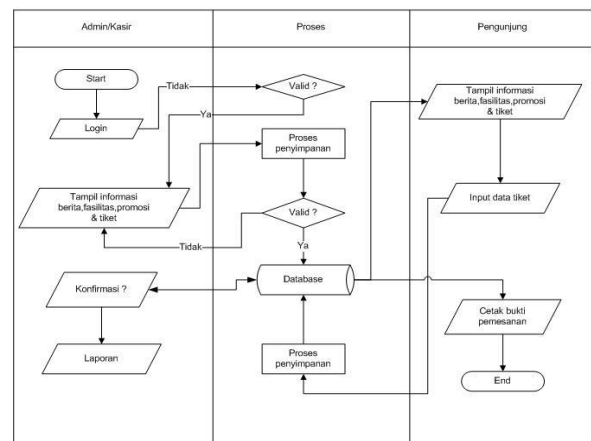 Admin/Kasir
Proses
Pengunjung
Start
Login
Tidak
Valid ?
Ya
Tampil informasi
berita,fasilitas,promosi
& tiket
Proses
penyimpanan
Valid ?
Tidak
Ya
Database
Konfirmasi ?
Laporan
Proses
penyimpanan
Tampil informasi
berita,fasilitas,promosi
& tiket
Input data tiket
Cetak bukti
pemesanan
End